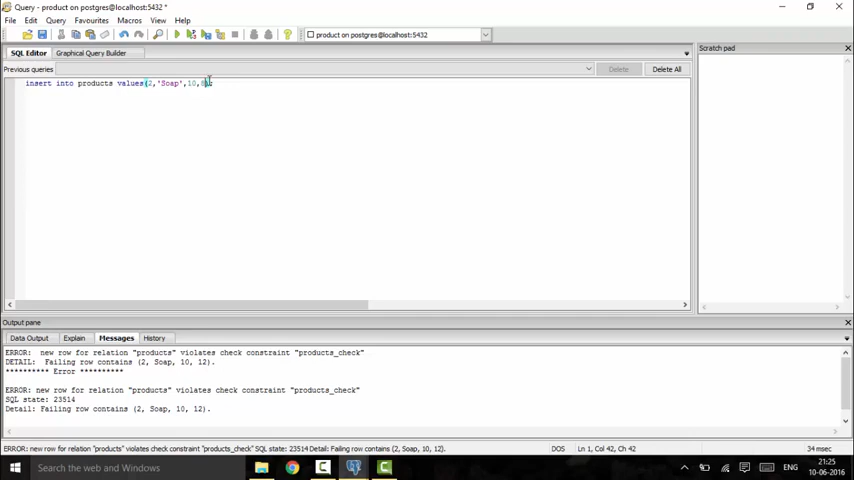 Query - product on postgres@localhost:5432 *
File Edit Query Favourites Macros View Help
product on postgres@localhost:5432
SQL Editor Graphical Query Builder
Scratch pad
Previous queries
Delete
Delete All
insert into products values(2,'Soap',10,8);
Output pane
Data Output Explain Messages History
ERROR: new row for relation "products" violates check constraint "products_check"
DETAIL: Failing row contains (2, Soap, 10, 12).
********** Error **********
ERROR: new row for relation "products" violates check constraint "products_check"
SQL state: 23514
Detail: Failing row contains (2, Soap, 10, 12).
ERROR: new row for relation "products" violates check constraint "products_check" SQL state: 23514 Detail: Failing row contains (2, Soap, 10, 12).
DOS
Ln 1, Col 42, Ch 42
34 msec
Search the web and Windows
ENG
21:25
10-06-2016